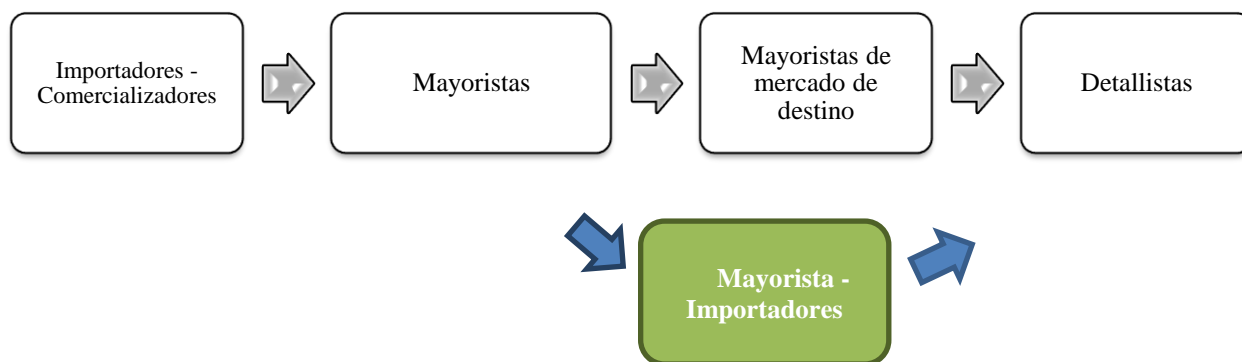 Importadores -
Comercializadores
Mayoristas
Mayoristas de
mercado de
destino
Detallistas
Mayorista -
Importadores